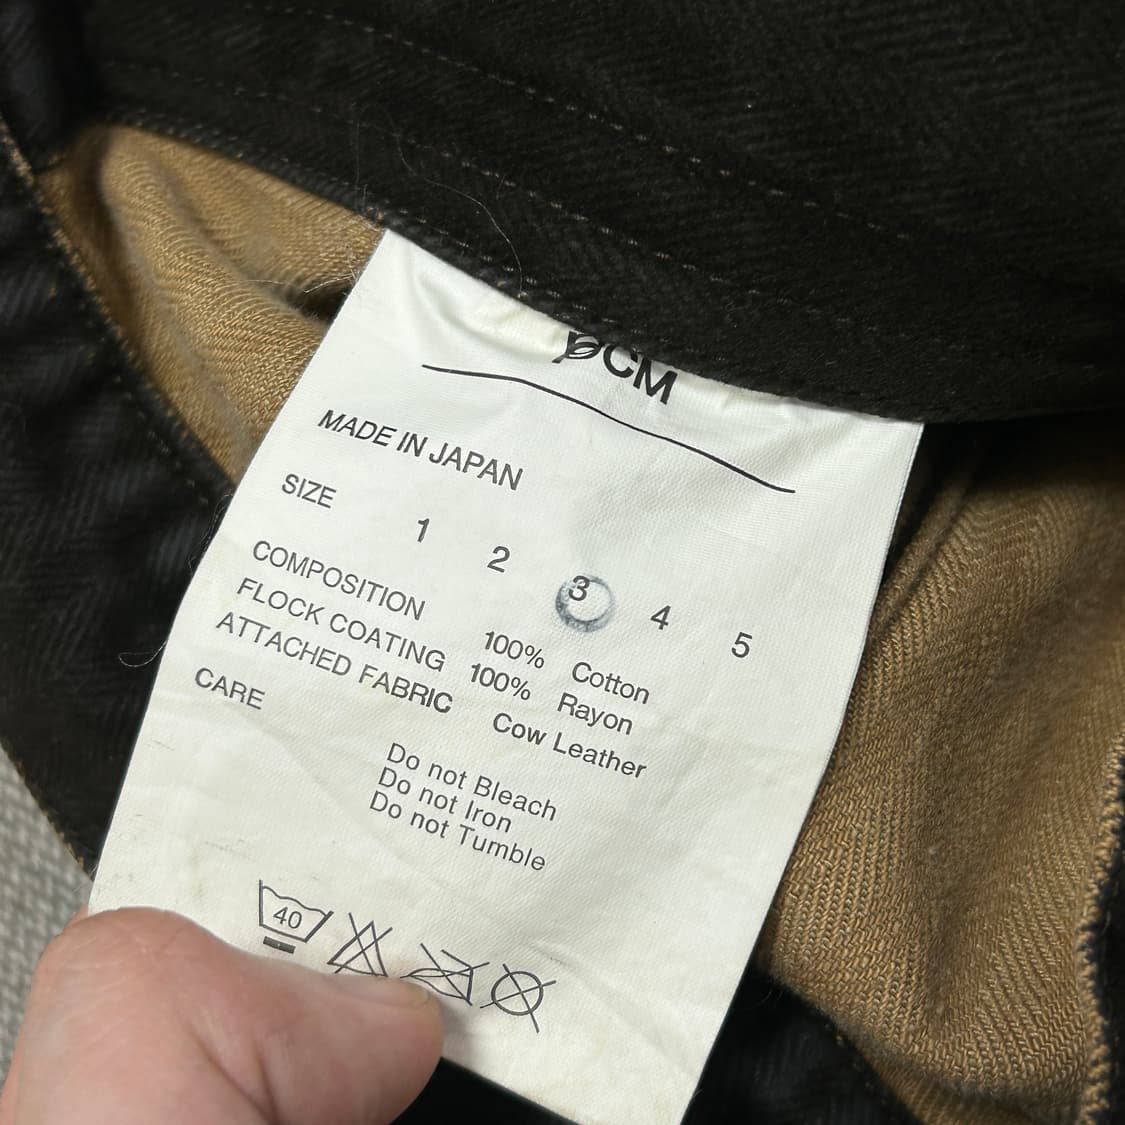 MADE IN JAPAN
SIZE 1 2 3 4 5
COMPOSITION 100% Cotton
FLOCK COATING 100% Rayon
ATTACHED FABRIC Cow Leather
CARE
Do not Bleach
Do not Iron
Do not Tumble
40